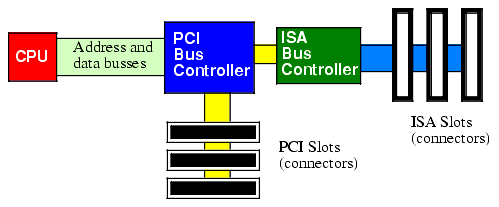 CPU
Address and
data busses
PCI
Bus
Controller
ISA
Bus
Controller
PCI Slots
(connectors)
ISA Slots
(connectors)